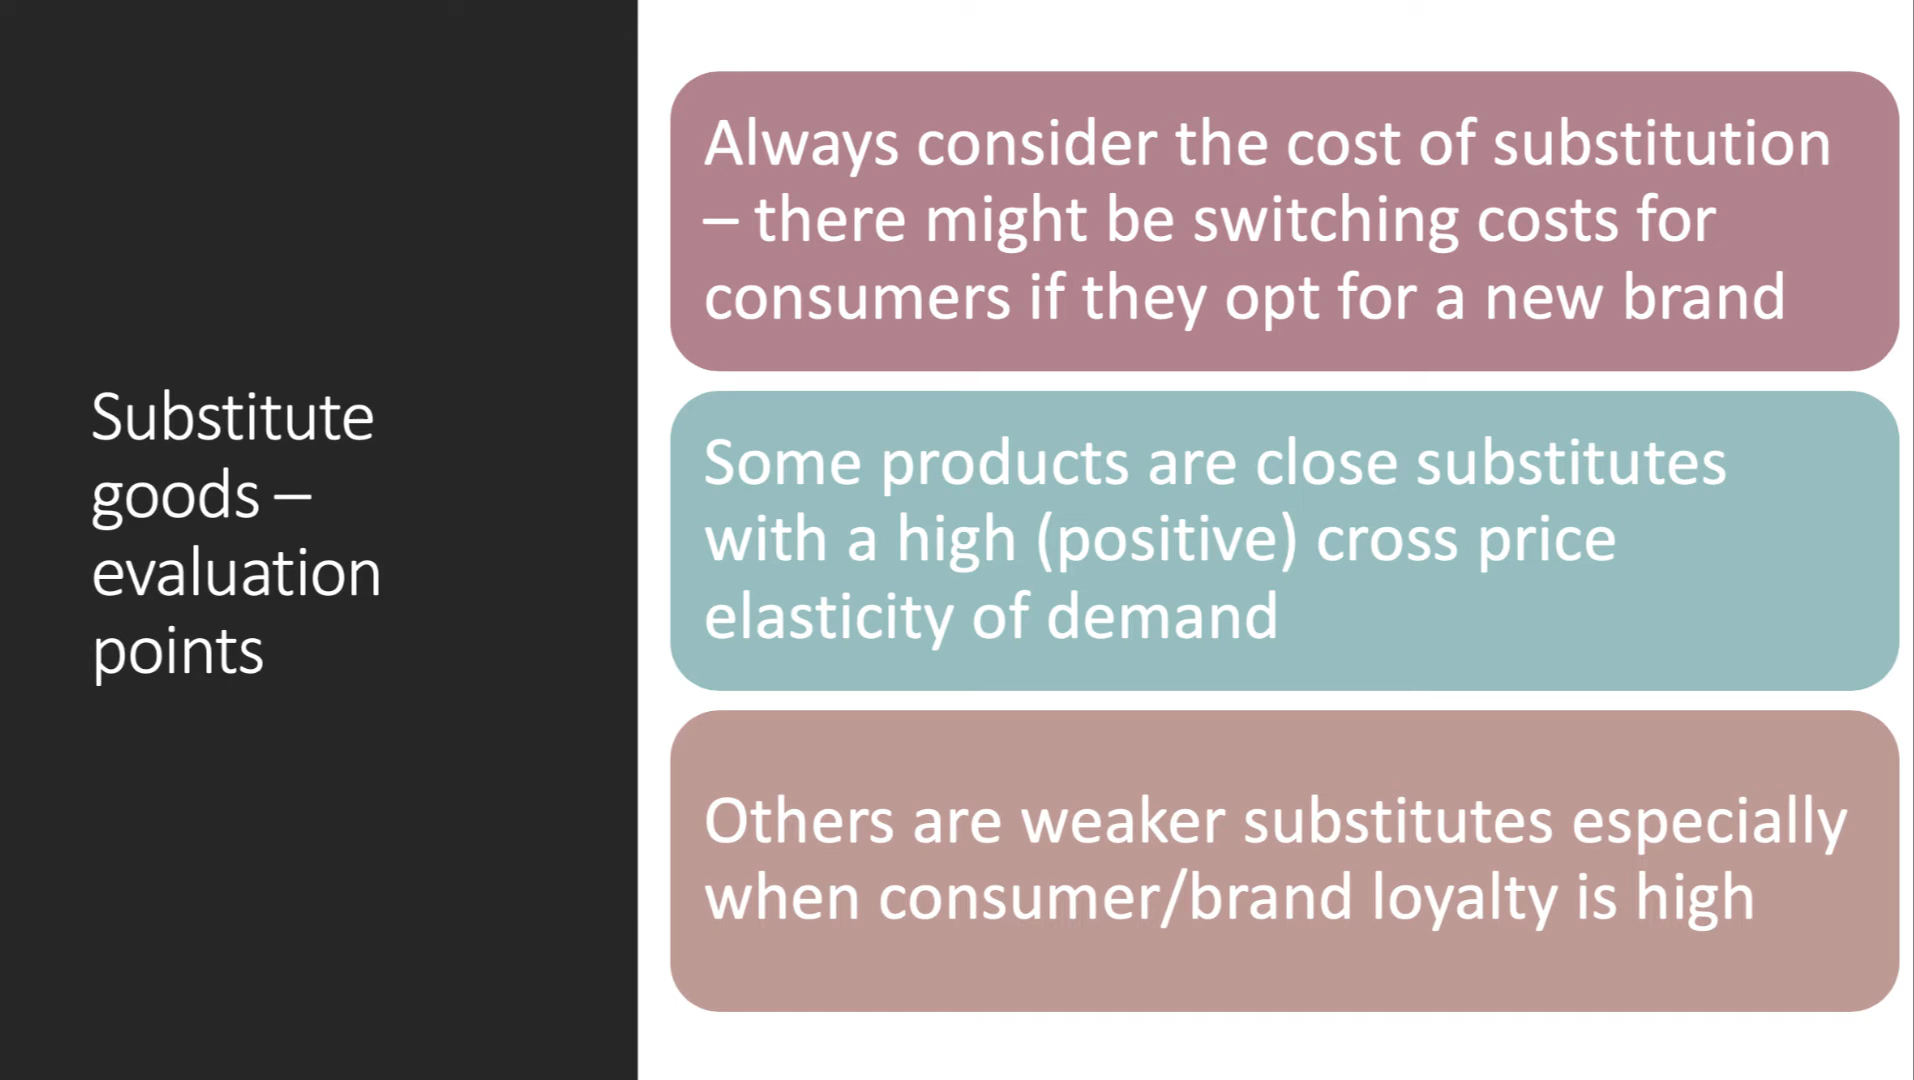 Substitute
goods –
evaluation
points
Always consider the cost of substitution
– there might be switching costs for
consumers if they opt for a new brand
Some products are close substitutes
with a high (positive) cross price
elasticity of demand
Others are weaker substitutes especially
when consumer/brand loyalty is high